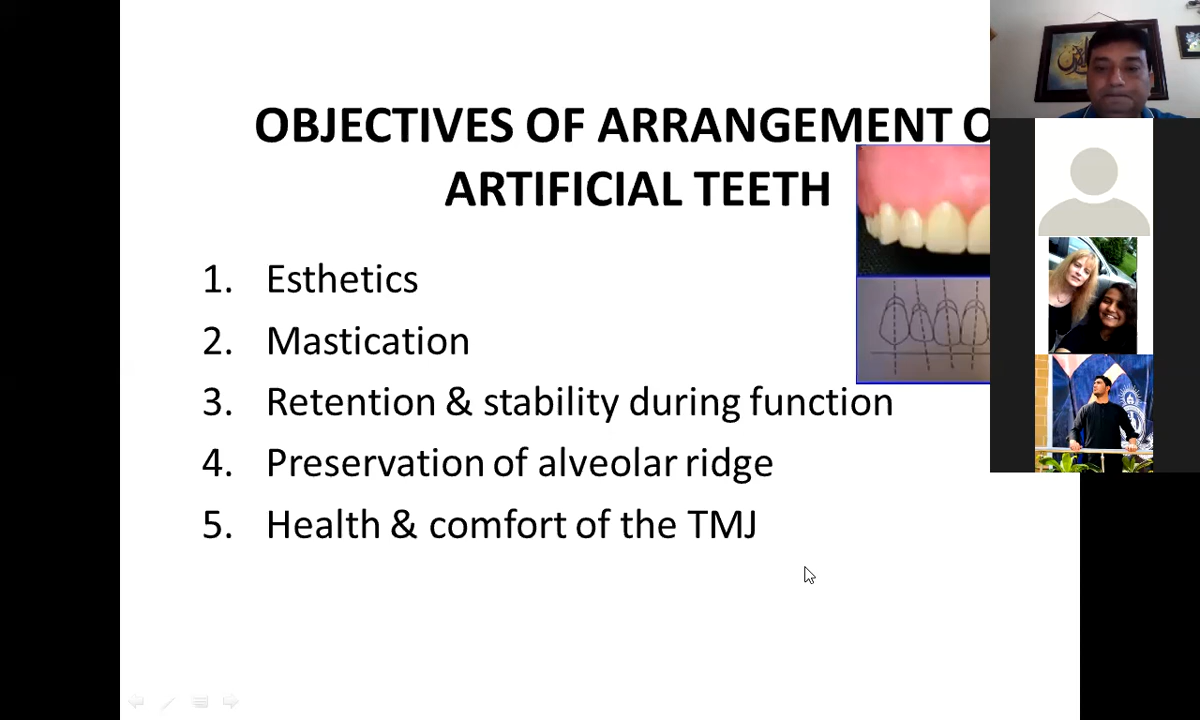 OBJECTIVES OF ARRANGEMENT O
ARTIFICIAL TEETH
1. Esthetics
2. Mastication
3. Retention & stability during function
4. Preservation of alveolar ridge
5. Health & comfort of the TMJ